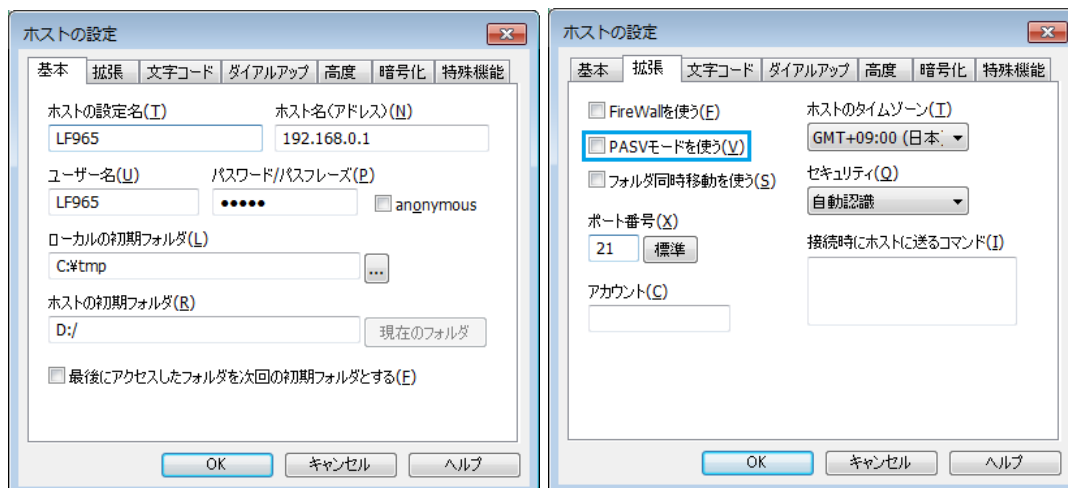 ホストの設定
基本 拡張 文字コード ダイアルアップ 高度 暗号化 特殊機能
ホストの設定名(T) ホスト名(アドレス)(N)
LF965 192.168.0.1
ユーザー名(U) パスワード/パスフレーズ(P)
LF965 ●●●●● anonymous
ローカルの初期フォルダ(L)
C:¥tmp ...
ホストの初期フォルダ(R)
D:/ 現在のフォルダ
最後にアクセスしたフォルダを次回の初期フォルダとする(F)
OK キャンセル ヘルプ
ホストの設定
基本 拡張 文字コード ダイアルアップ 高度 暗号化 特殊機能
FireWallを使う(F) ホストのタイムゾーン(T)
PASVモードを使う(V) GMT+09:00 (日本
フォルダ同時移動を使う(S) セキュリティ(Q)
自動認識
ポート番号(X)
21 標準 接続時にホストに送るコマンド(I)
アカウント(C)
OK キャンセル ヘルプ